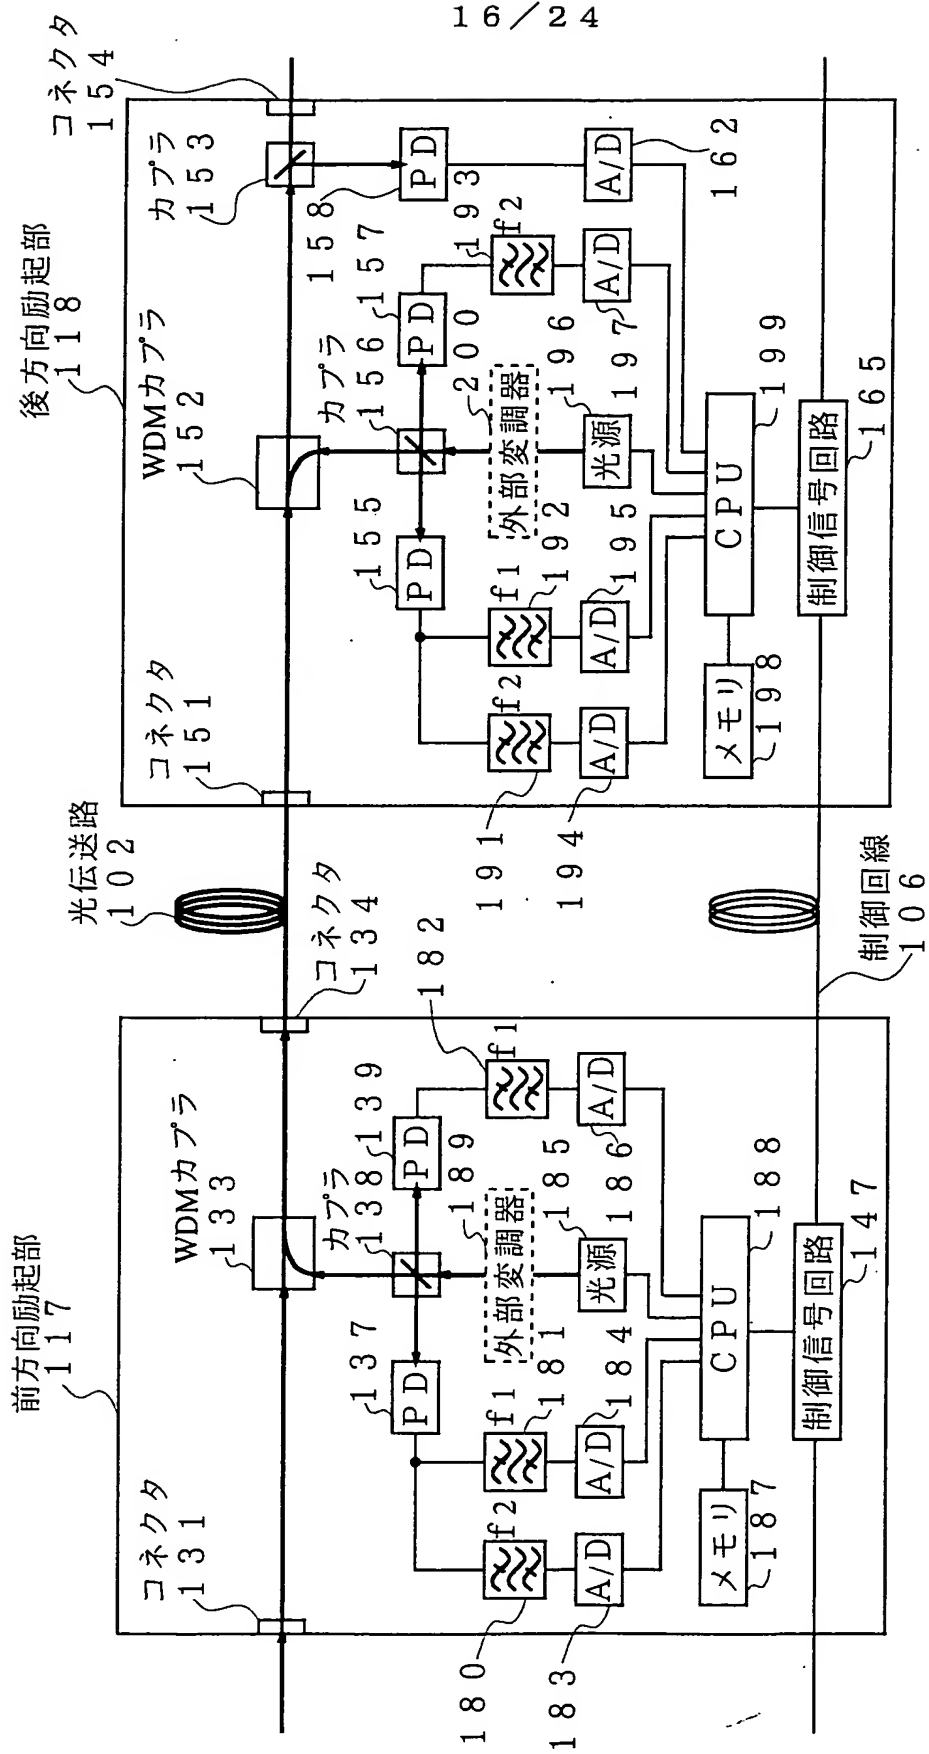 16/24
前方向励起部
117
コネクタ
131
WDMカプラ
133
コネクタ
134
カプラ
138
PD
137
PD
139
外部変調器
189
f2
180
f1
181
f1
182
A/D
183
A/D
184
光源
185
A/D
186
CPU
188
メモリ
187
制御信号回路
147
光伝送路
102
制御回線
106
後方向励起部
118
コネクタ
151
WDMカプラ
152
カプラ
153
コネクタ
154
カプラ
156
PD
155
PD
157
PD
158
外部変調器
200
f2
191
f1
192
f2
193
A/D
194
A/D
195
光源
196
A/D
197
A/D
162
CPU
199
メモリ
198
制御信号回路
165